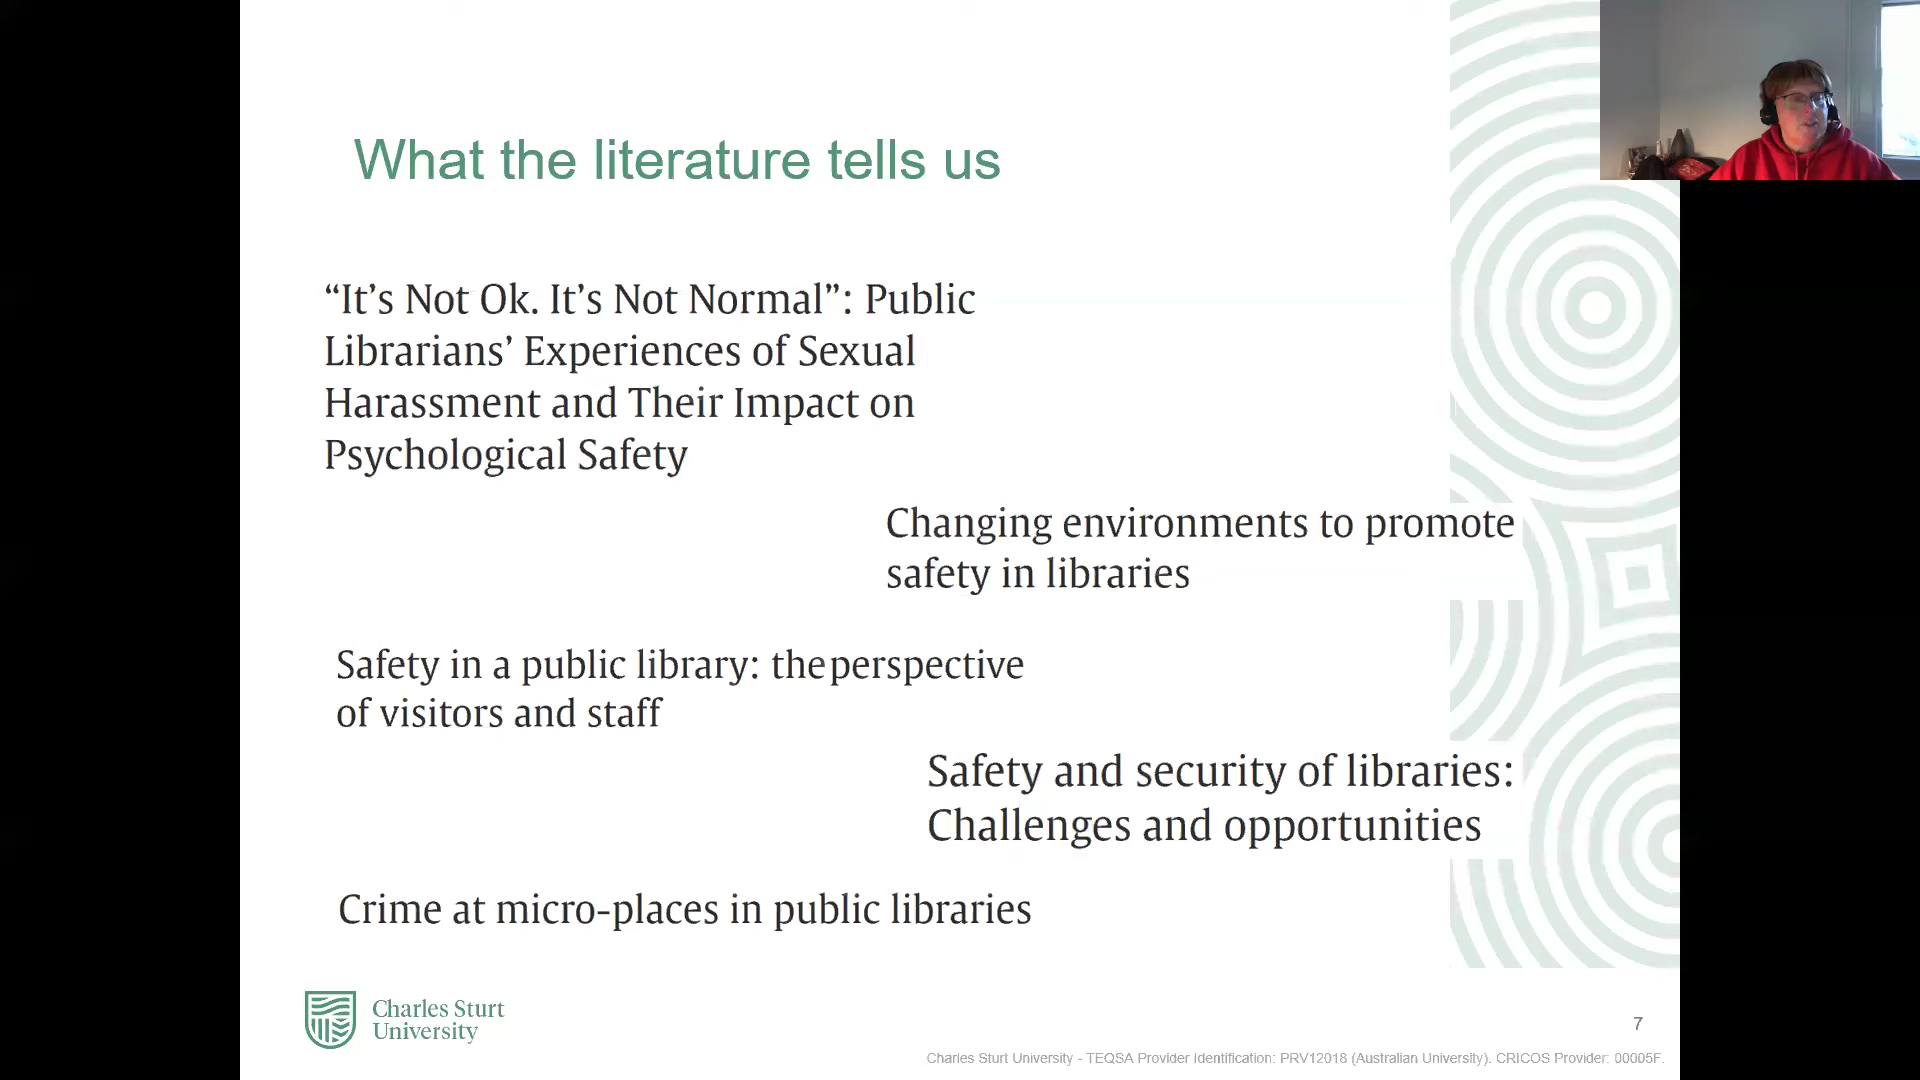 What the literature tells us
“It’s Not Ok. It’s Not Normal”: Public
Librarians’ Experiences of Sexual
Harassment and Their Impact on
Psychological Safety
Changing environments to promote
safety in libraries
Safety in a public library: the perspective
of visitors and staff
Safety and security of libraries:
Challenges and opportunities
Crime at micro-places in public libraries
Charles Sturt
University
7
Charles Sturt University - TEQSA Provider Identification: PRV12018 (Australian University). CRICOS Provider: 00005F.